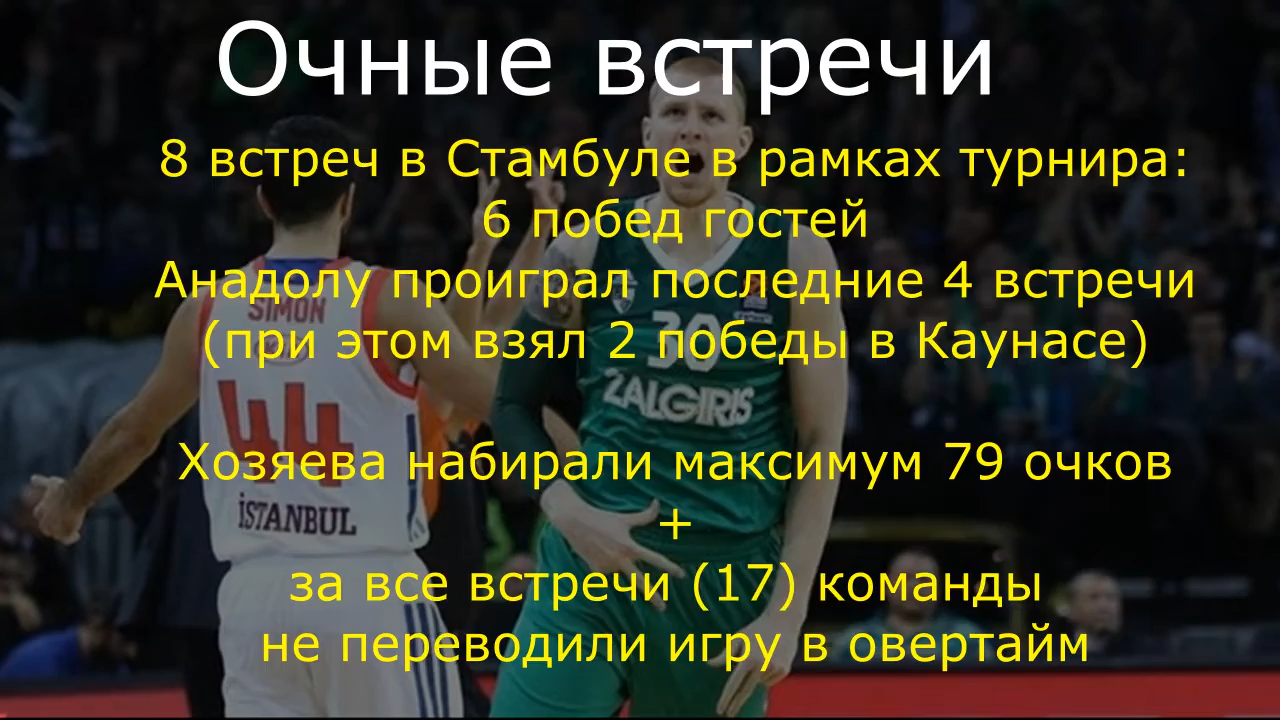 Очные встречи
8 встреч в Стамбуле в рамках турнира:
6 побед гостей
Анадолу проиграл последние 4 встречи
(при этом взял 2 победы в Каунасе)
SIMON
44
İSTANBUL
30
ŽALGIRIS
Хозяева набирали максимум 79 очков
+
за все встречи (17) команды
не переводили игру в овертайм